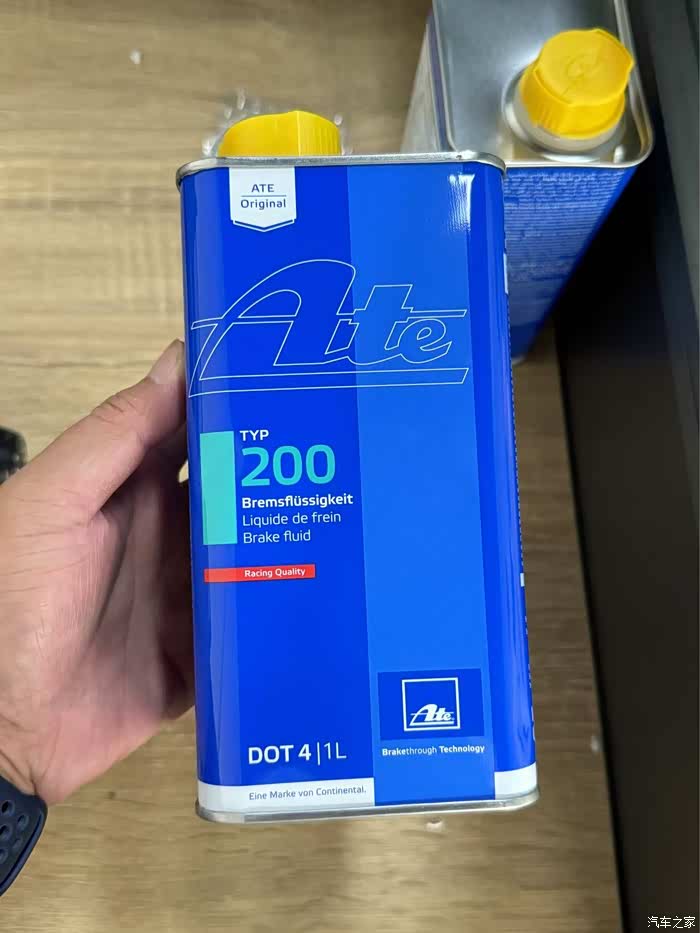 ATE
Original
Ate
TYP
200
Bremsflüssigkeit
Liquide de frein
Brake fluid
Racing Quality
Ate
Brakethrough Technology
DOT 4 | 1L
Eine Marke von Continental.
汽车之家